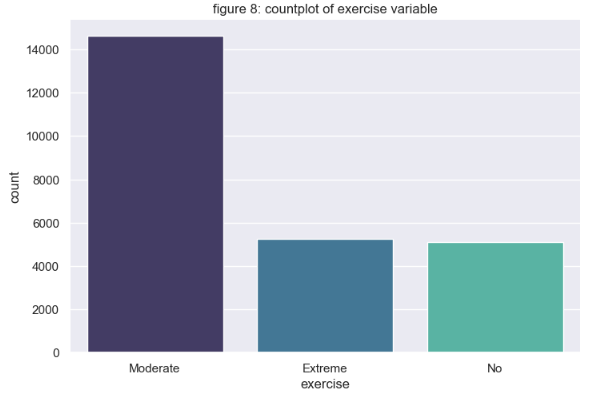 figure 8: countplot of exercise variable
14000
12000
10000
8000
6000
4000
2000
0
count
Moderate
Extreme
No
exercise